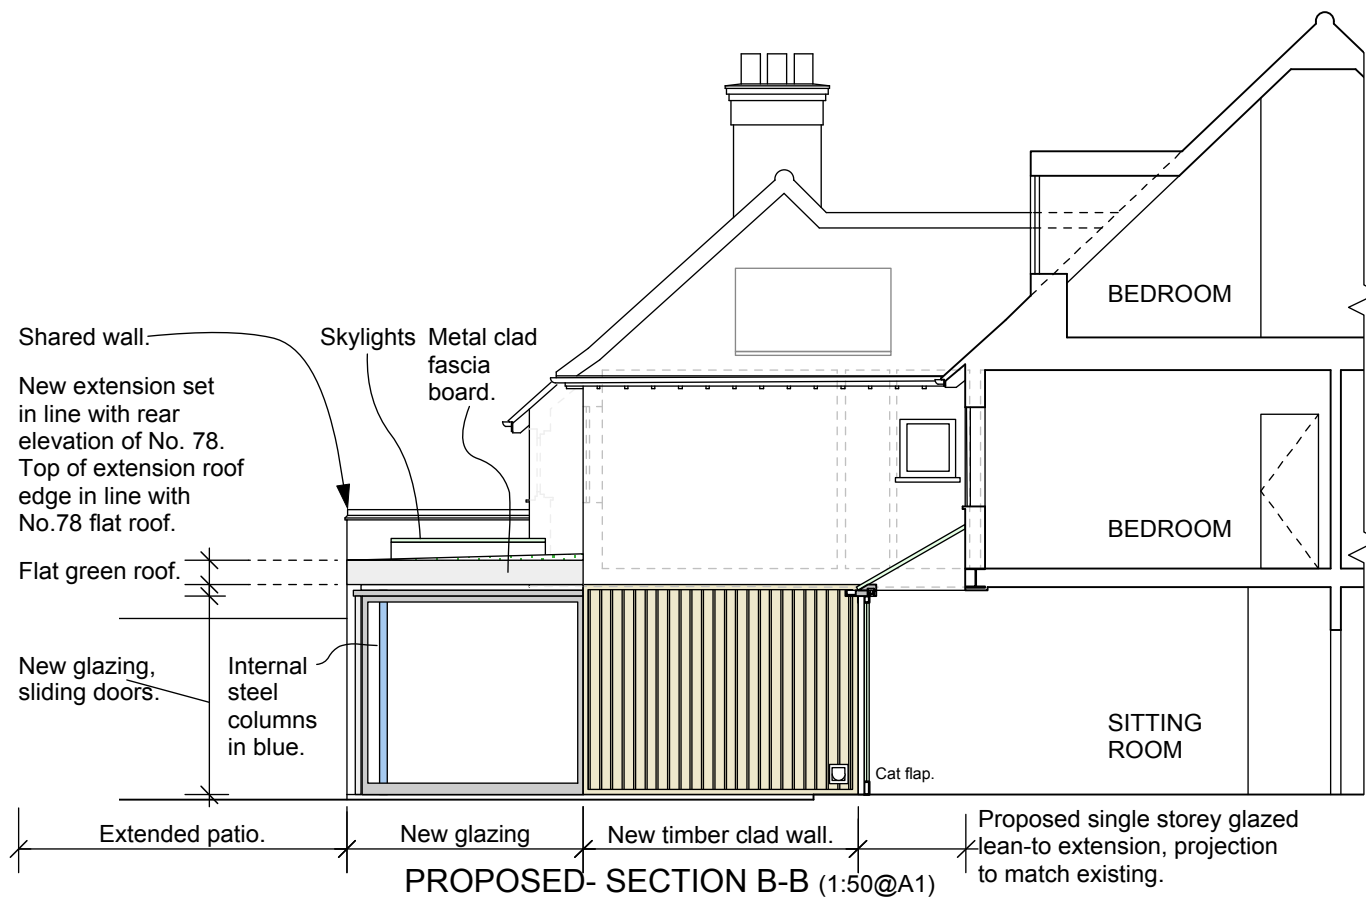 BEDROOM
Shared wall.
Skylights
Metal clad
fascia
board.
New extension set
in line with rear
elevation of No. 78.
Top of extension roof
edge in line with
No.78 flat roof.
BEDROOM
Flat green roof.
New glazing,
sliding doors.
Internal
steel
columns
in blue.
SITTING
ROOM
Cat flap.
Extended patio.
New glazing
New timber clad wall.
Proposed single storey glazed
lean-to extension, projection
to match existing.
PROPOSED- SECTION B-B (1:50@A1)